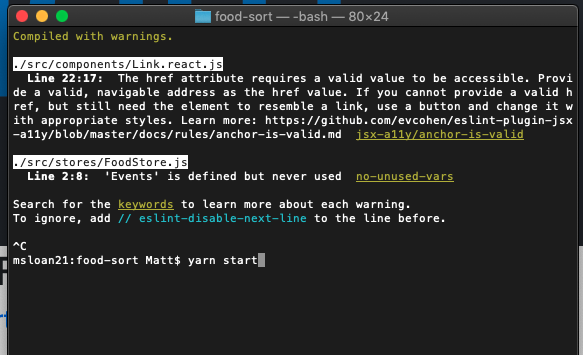 food-sort — -bash — 80×24
Compiled with warnings.
./src/components/Link.react.js
Line 22:17:  The href attribute requires a valid value to be accessible. Provi
de a valid, navigable address as the href value. If you cannot provide a valid h
ref, but still need the element to resemble a link, use a button and change it w
ith appropriate styles. Learn more: https://github.com/evcohen/eslint-plugin-jsx
-a11y/blob/master/docs/rules/anchor-is-valid.md  jsx-a11y/anchor-is-valid
./src/stores/FoodStore.js
Line 2:8:  'Events' is defined but never used  no-unused-vars
Search for the keywords to learn more about each warning.
To ignore, add // eslint-disable-next-line to the line before.
^C
msloan21:food-sort Matt$ yarn start